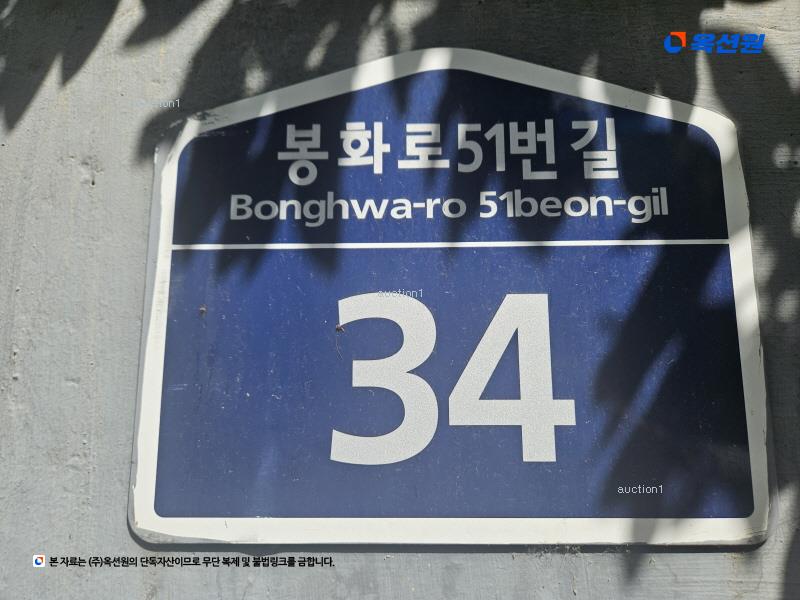 옥션원
auction1
봉화로51번길
Bonghwa-ro 51beon-gil
auction1
34
auction1
본 자료는 (주)옥션원의 단독자산이므로 무단 복제 및 불법링크를 금합니다.